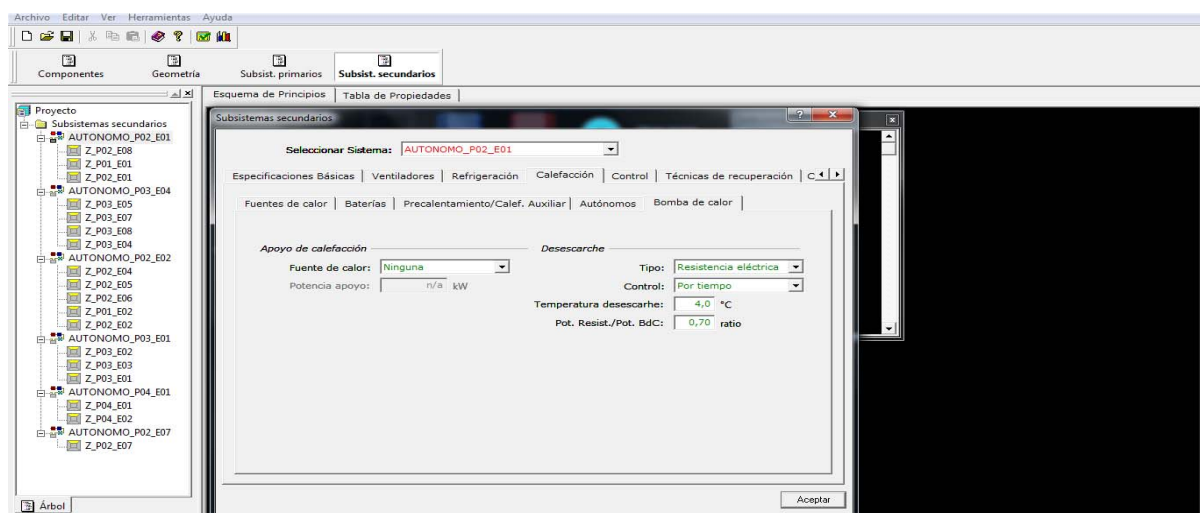 Archivo Editar Ver Herramientas Ayuda
Componentes Geometría Subsist. primarios Subsist. secundarios
Esquema de Principios Tabla de Propiedades
Proyecto
Subsistemas secundarios
AUTONOMO_P02_E01
Z_P02_E08
Z_P01_E01
Z_P02_E01
AUTONOMO_P03_E04
Z_P03_E05
Z_P03_E07
Z_P03_E08
Z_P03_E04
AUTONOMO_P02_E02
Z_P02_E04
Z_P02_E05
Z_P02_E06
Z_P01_E02
Z_P02_E02
AUTONOMO_P03_E01
Z_P03_E02
Z_P03_E03
Z_P03_E01
AUTONOMO_P04_E01
Z_P04_E01
Z_P04_E02
AUTONOMO_P02_E07
Z_P02_E07
Árbol
Subsistemas secundarios
Seleccionar Sistema: AUTONOMO_P02_E01
Especificaciones Básicas Ventiladores Refrigeración Calefacción Control Técnicas de recuperación C
Fuentes de calor Baterías Precalentamiento/Calef. Auxiliar Autónomos Bomba de calor
Apoyo de calefacción
Fuente de calor: Ninguna
Potencia apoyo: n/a kW
Desescarche
Tipo: Resistencia eléctrica
Control: Por tiempo
Temperatura desescarhe: 4,0 °C
Pot. Resist./Pot. BdC: 0,70 ratio
Aceptar